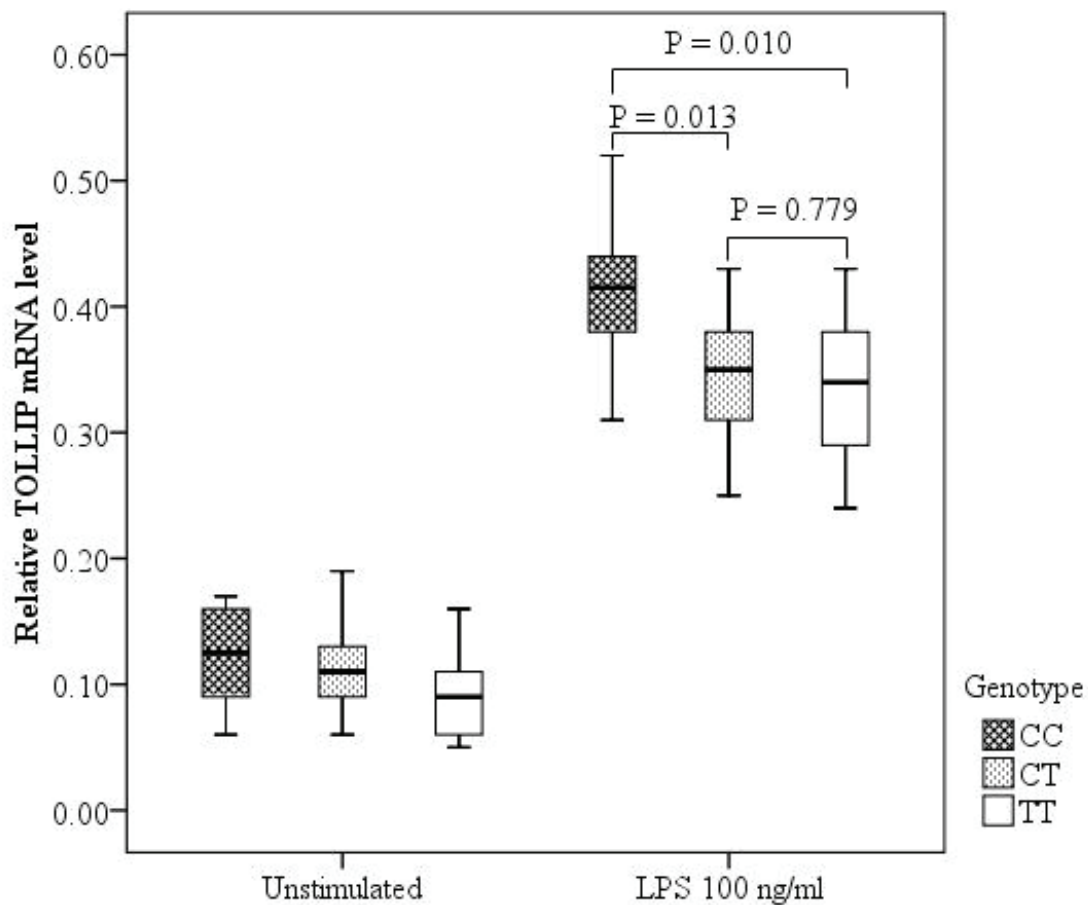 P = 0.010
P = 0.013
P = 0.779
Relative TOLLIP mRNA level
0.60
0.50
0.40
0.30
0.20
0.10
0.00
Unstimulated
LPS 100 ng/ml
Genotype
CC
CT
TT